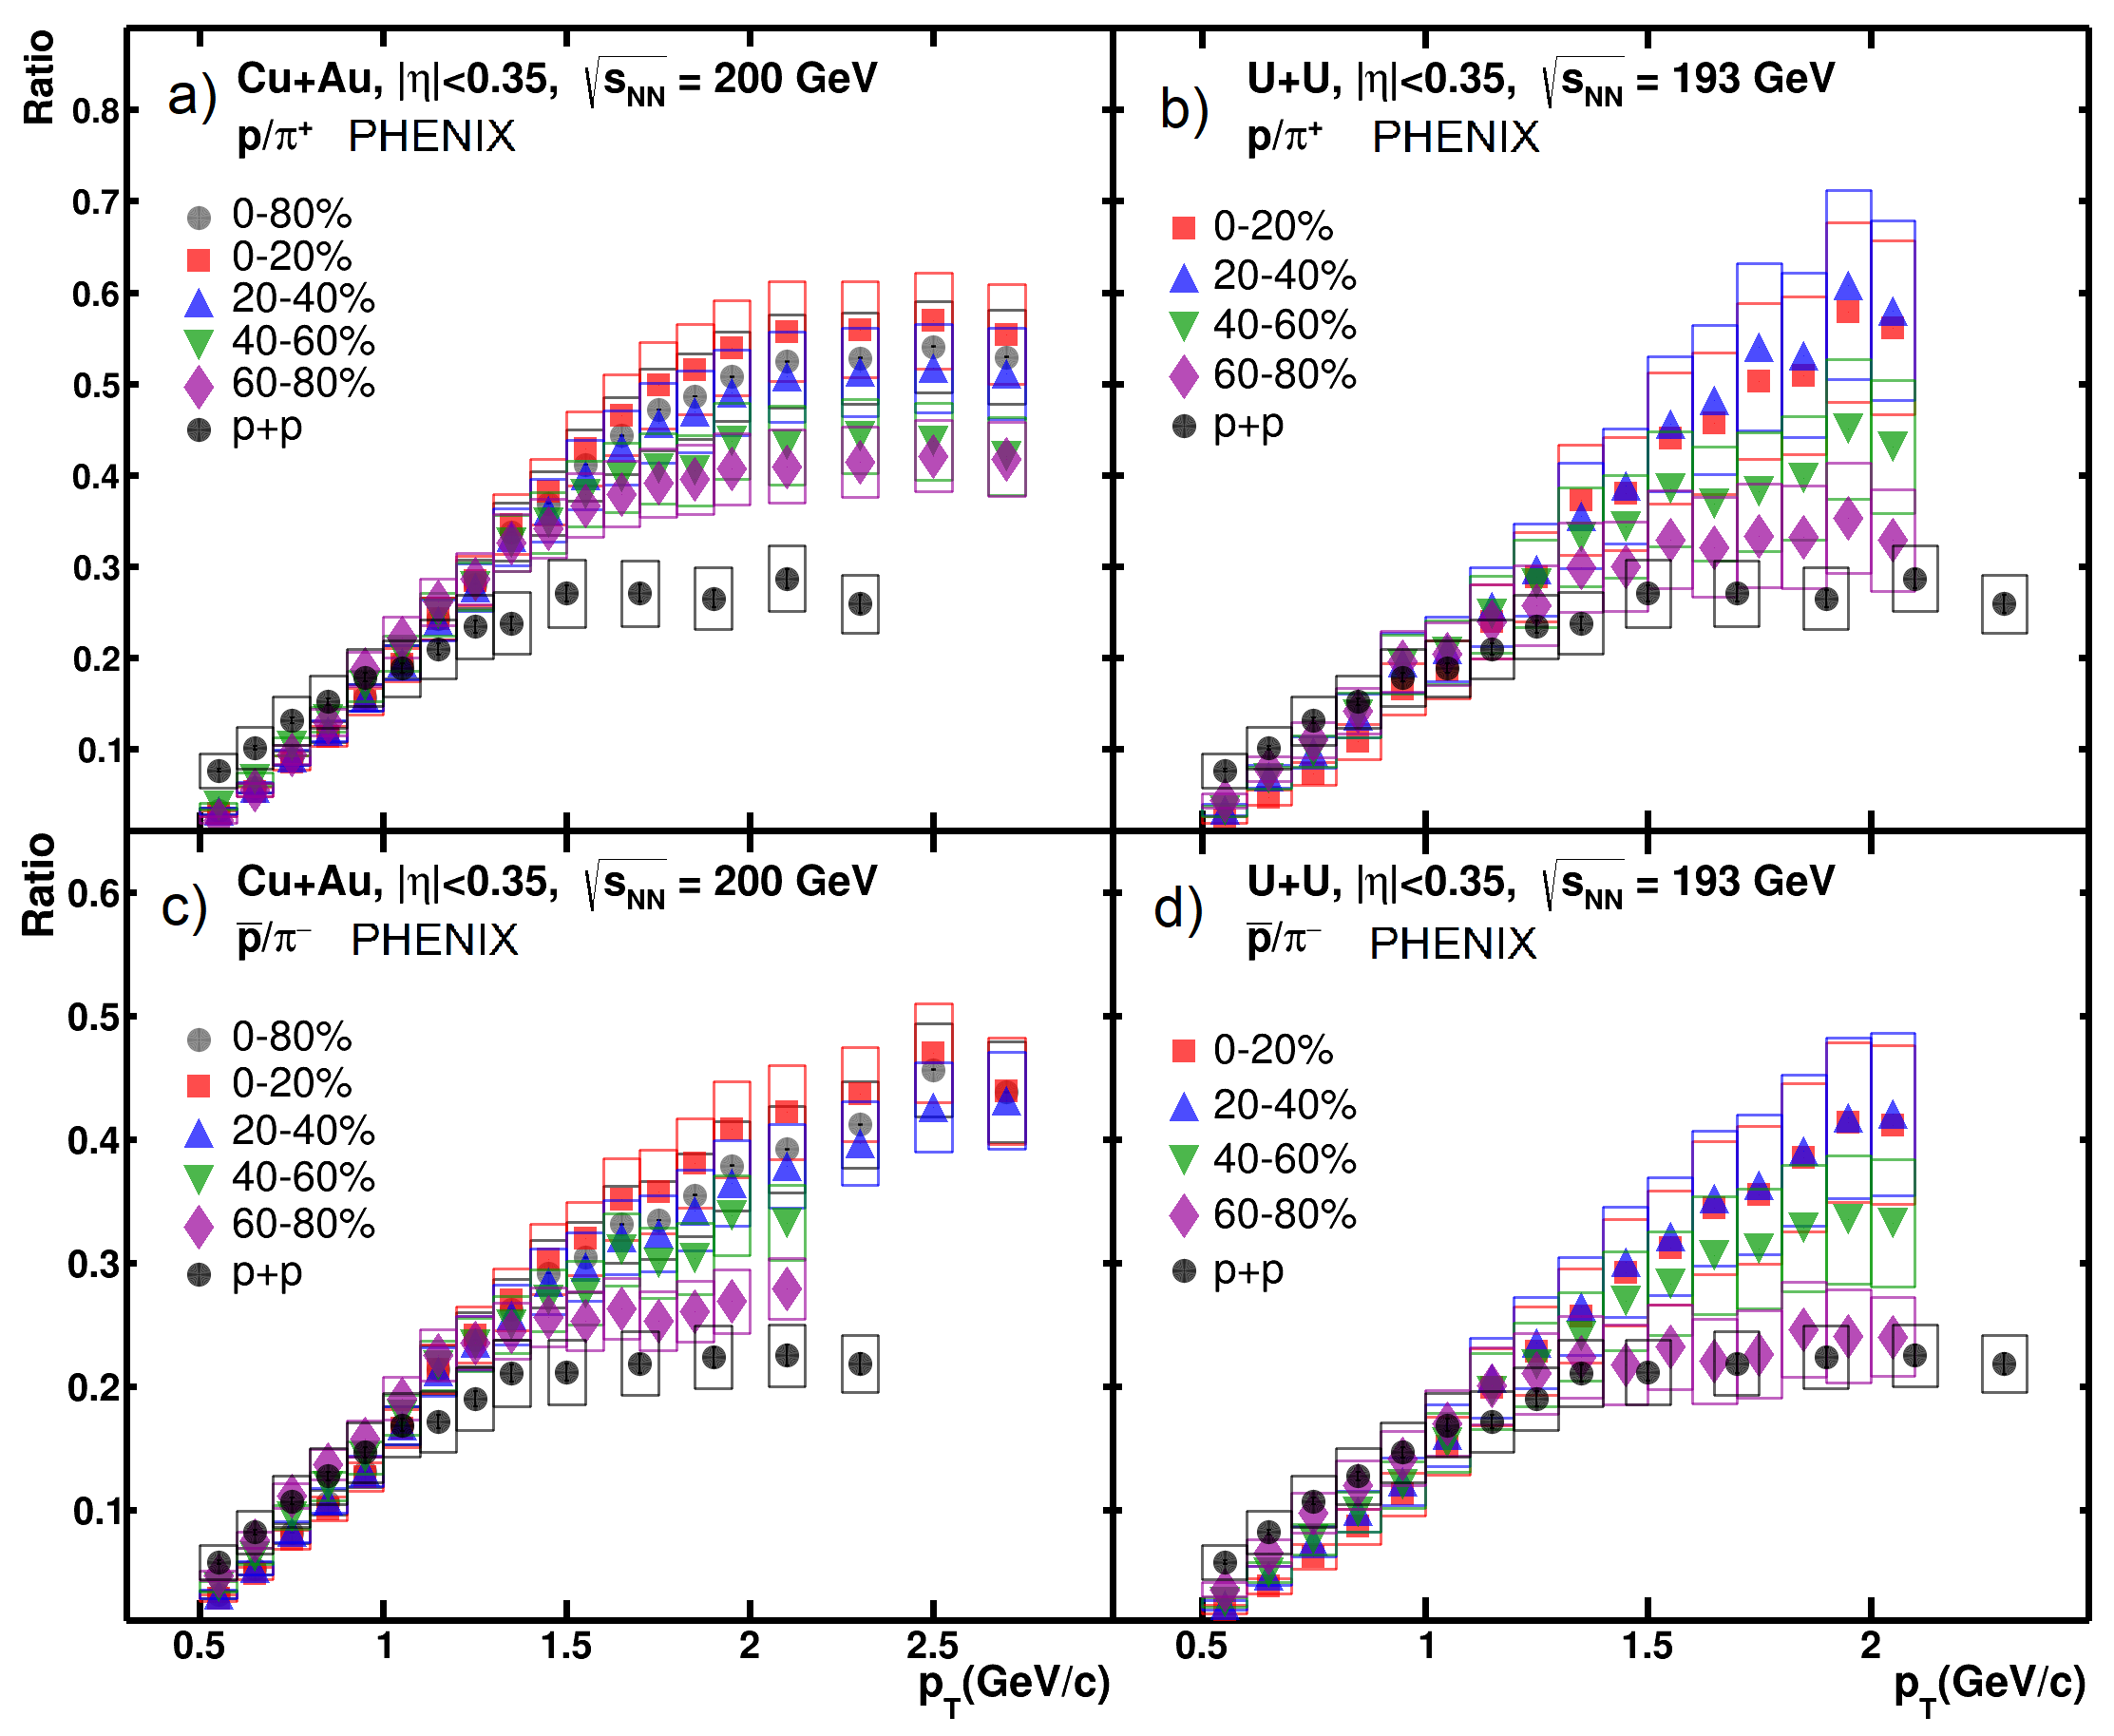 Ratio
a) Cu+Au, |η|<0.35, √sNN = 200 GeV
p/π+ PHENIX
0-80%
0-20%
20-40%
40-60%
60-80%
p+p
0.8
0.7
0.6
0.5
0.4
0.3
0.2
0.1
b) U+U, |η|<0.35, √sNN = 193 GeV
p/π+ PHENIX
0-20%
20-40%
40-60%
60-80%
p+p
Ratio
c) Cu+Au, |η|<0.35, √sNN = 200 GeV
p̅/π− PHENIX
0-80%
0-20%
20-40%
40-60%
60-80%
p+p
0.6
0.5
0.4
0.3
0.2
0.1
0.5 1 1.5 2 2.5
pT(GeV/c)
d) U+U, |η|<0.35, √sNN = 193 GeV
p̅/π− PHENIX
0-20%
20-40%
40-60%
60-80%
p+p
0.5 1 1.5 2
pT(GeV/c)